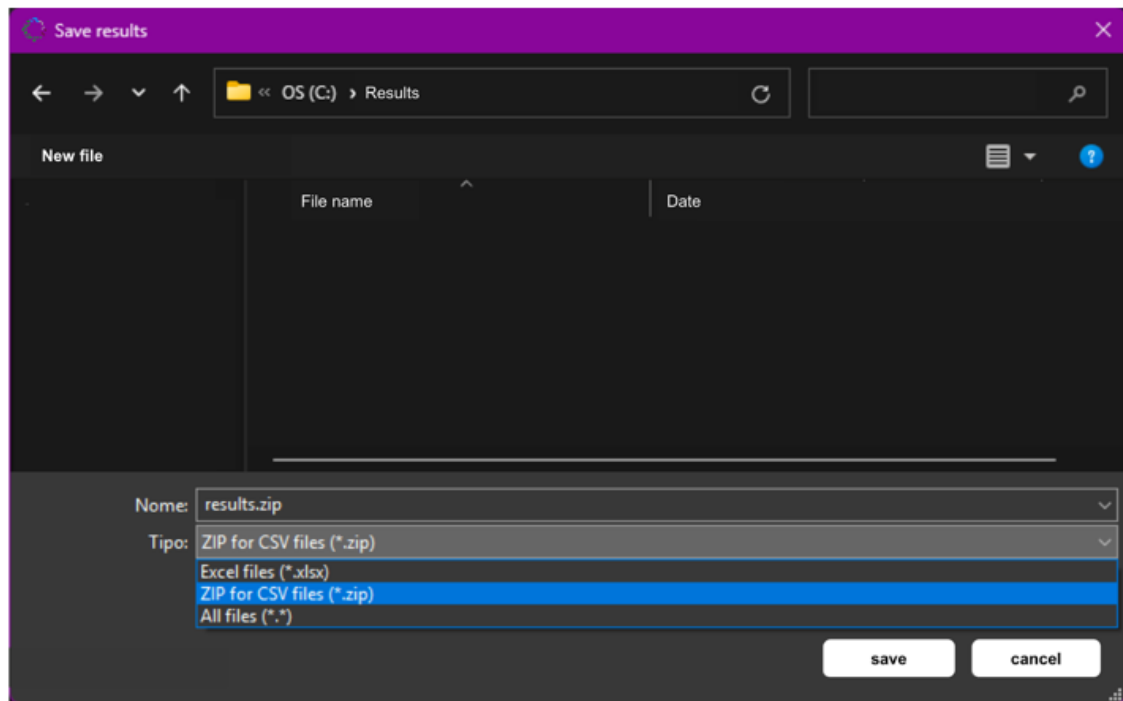 Save results
« OS (C:) › Results
New file
File name
Date
Nome: results.zip
Tipo: ZIP for CSV files (*.zip)
Excel files (*.xlsx)
ZIP for CSV files (*.zip)
All files (*.*)
save
cancel